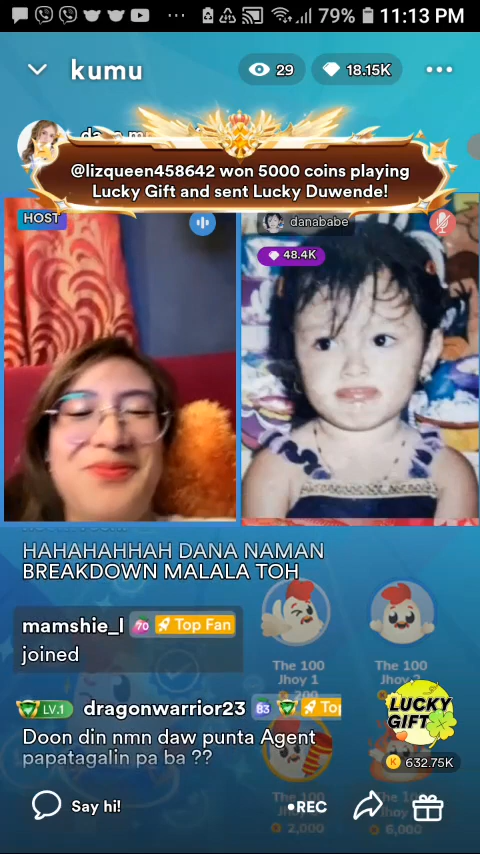 79% 11:13 PM
kumu
29
18.15K
@lizqueen458642 won 5000 coins playing
Lucky Gift and sent Lucky Duwende!
HOST
danababe
48.4K
HAHAHAHHAH DANA NAMAN
BREAKDOWN MALALA TOH
mamshie_l 70 Top Fan
joined
LV.1 dragonwarrior23 83
Doon din nmn daw punta Agent
papatagalin pa ba ??
The 100
Jhoy 1
200
The 100
Jhoy
LUCKY
GIFT
K 632.75K
2,000
6,000
Say hi!
REC